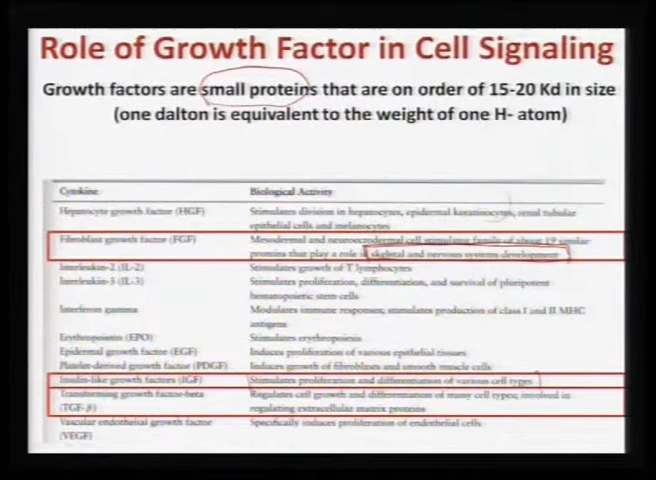 Role of Growth Factor in Cell Signaling
Growth factors are small proteins that are on order of 15-20 Kd in size
(one dalton is equivalent to the weight of one H- atom)
Cytokine Biological Activity
Hepatocyte growth factor (HGF) Stimulates division in hepatocytes, epidermal keratinocytes, renal tubular
epithelial cells and melanocytes
Fibroblast growth factor (FGF) Mesodermal and neuroectodermal cell stimulator family of about 19 similar
proteins that play a role in skeletal and nervous systems development
Interleukin-2 (IL-2) Stimulates growth of T lymphocytes
Interleukin-3 (IL-3) Stimulates proliferation, differentiation, and survival of pluripotent
hematopoietic stem cells
Interferon gamma Modulates immune responses; stimulates production of class I and II MHC
antigens
Erythropoietin (EPO) Stimulates erythropoiesis
Epidermal growth factor (EGF) Induces proliferation of various epithelial tissues
Platelet-derived growth factor (PDGF) Induces growth of fibroblasts and smooth muscle cells
Insulin-like growth factors (IGF) Stimulates proliferation and differentiation of various cell types
Transforming growth factor-beta Regulates cell growth and differentiation of many cell types; involved in
(TGF-β) regulating extracellular matrix proteins
Vascular endothelial growth factor Specifically induces proliferation of endothelial cells
(VEGF)